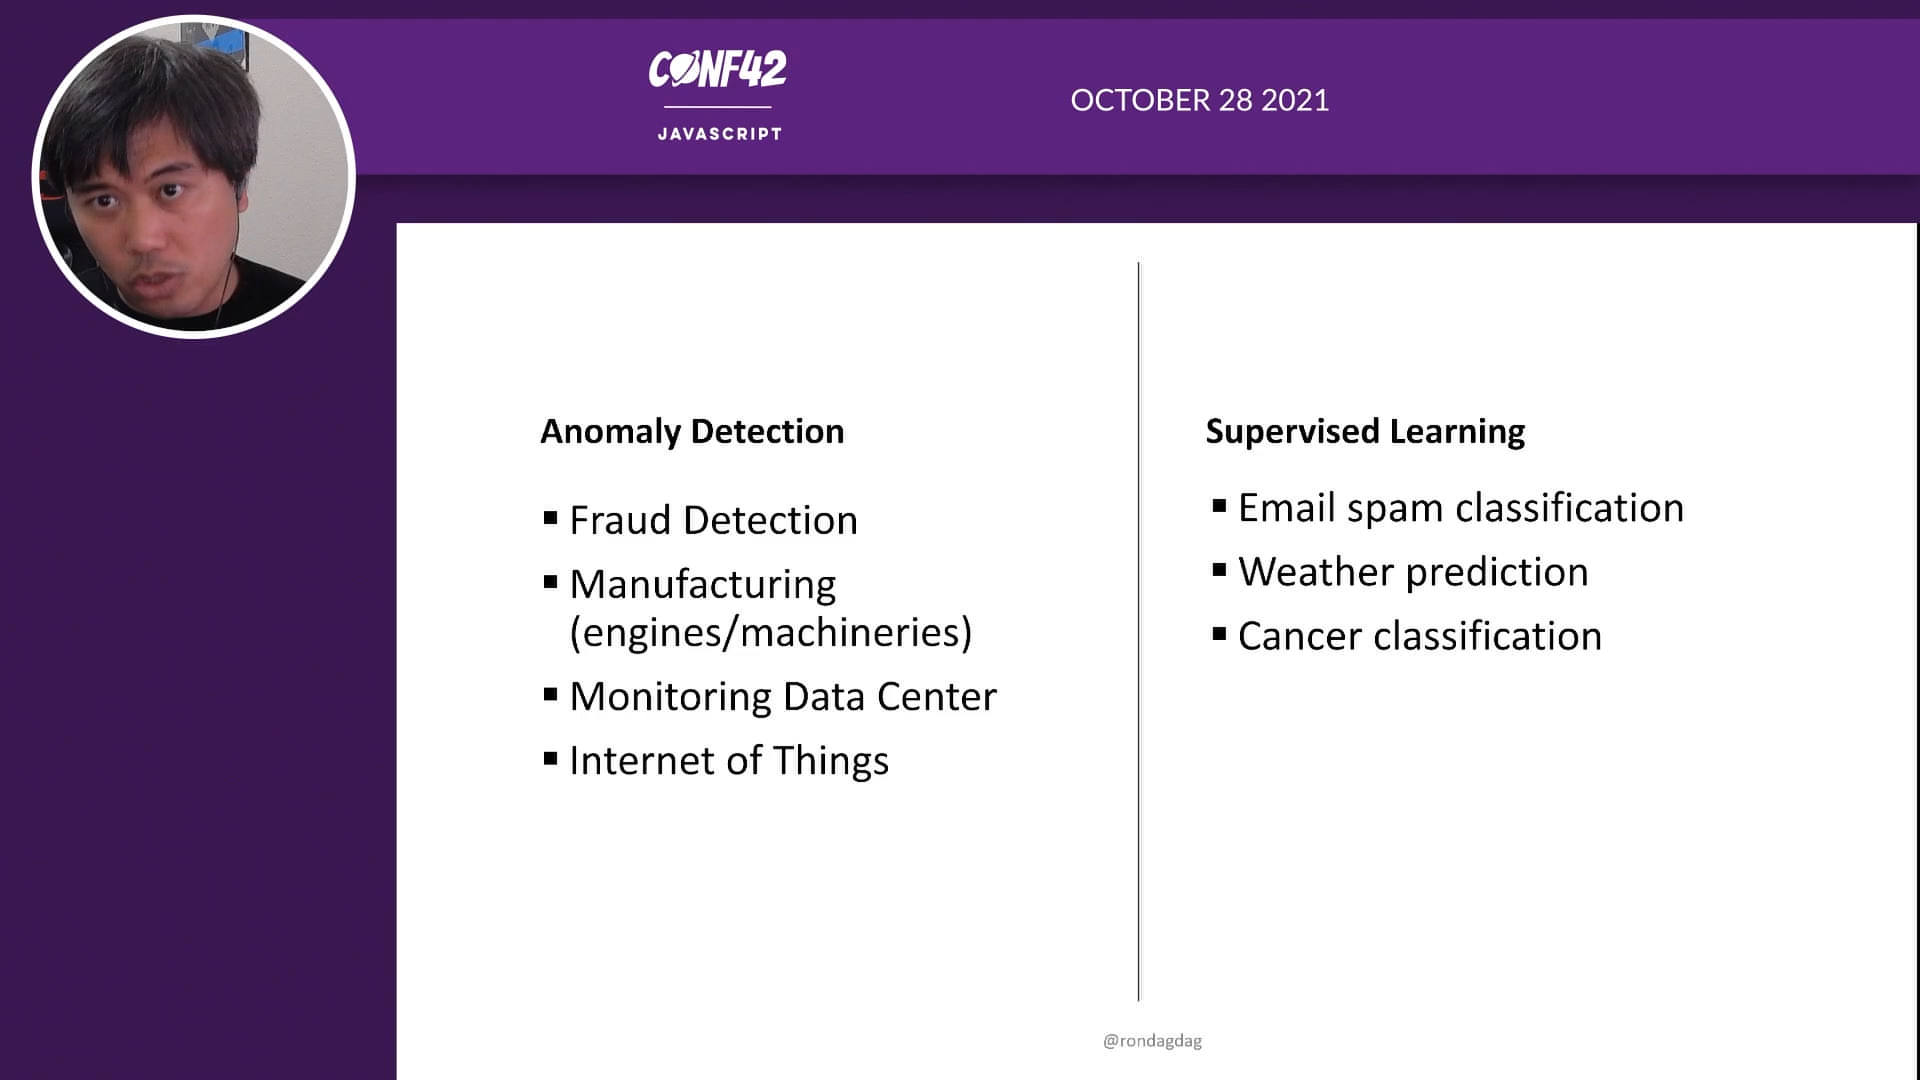 CONF42
JAVASCRIPT
OCTOBER 28 2021
Anomaly Detection
▪ Fraud Detection
▪ Manufacturing
(engines/machineries)
▪ Monitoring Data Center
▪ Internet of Things
Supervised Learning
▪ Email spam classification
▪ Weather prediction
▪ Cancer classification
@rondagdag